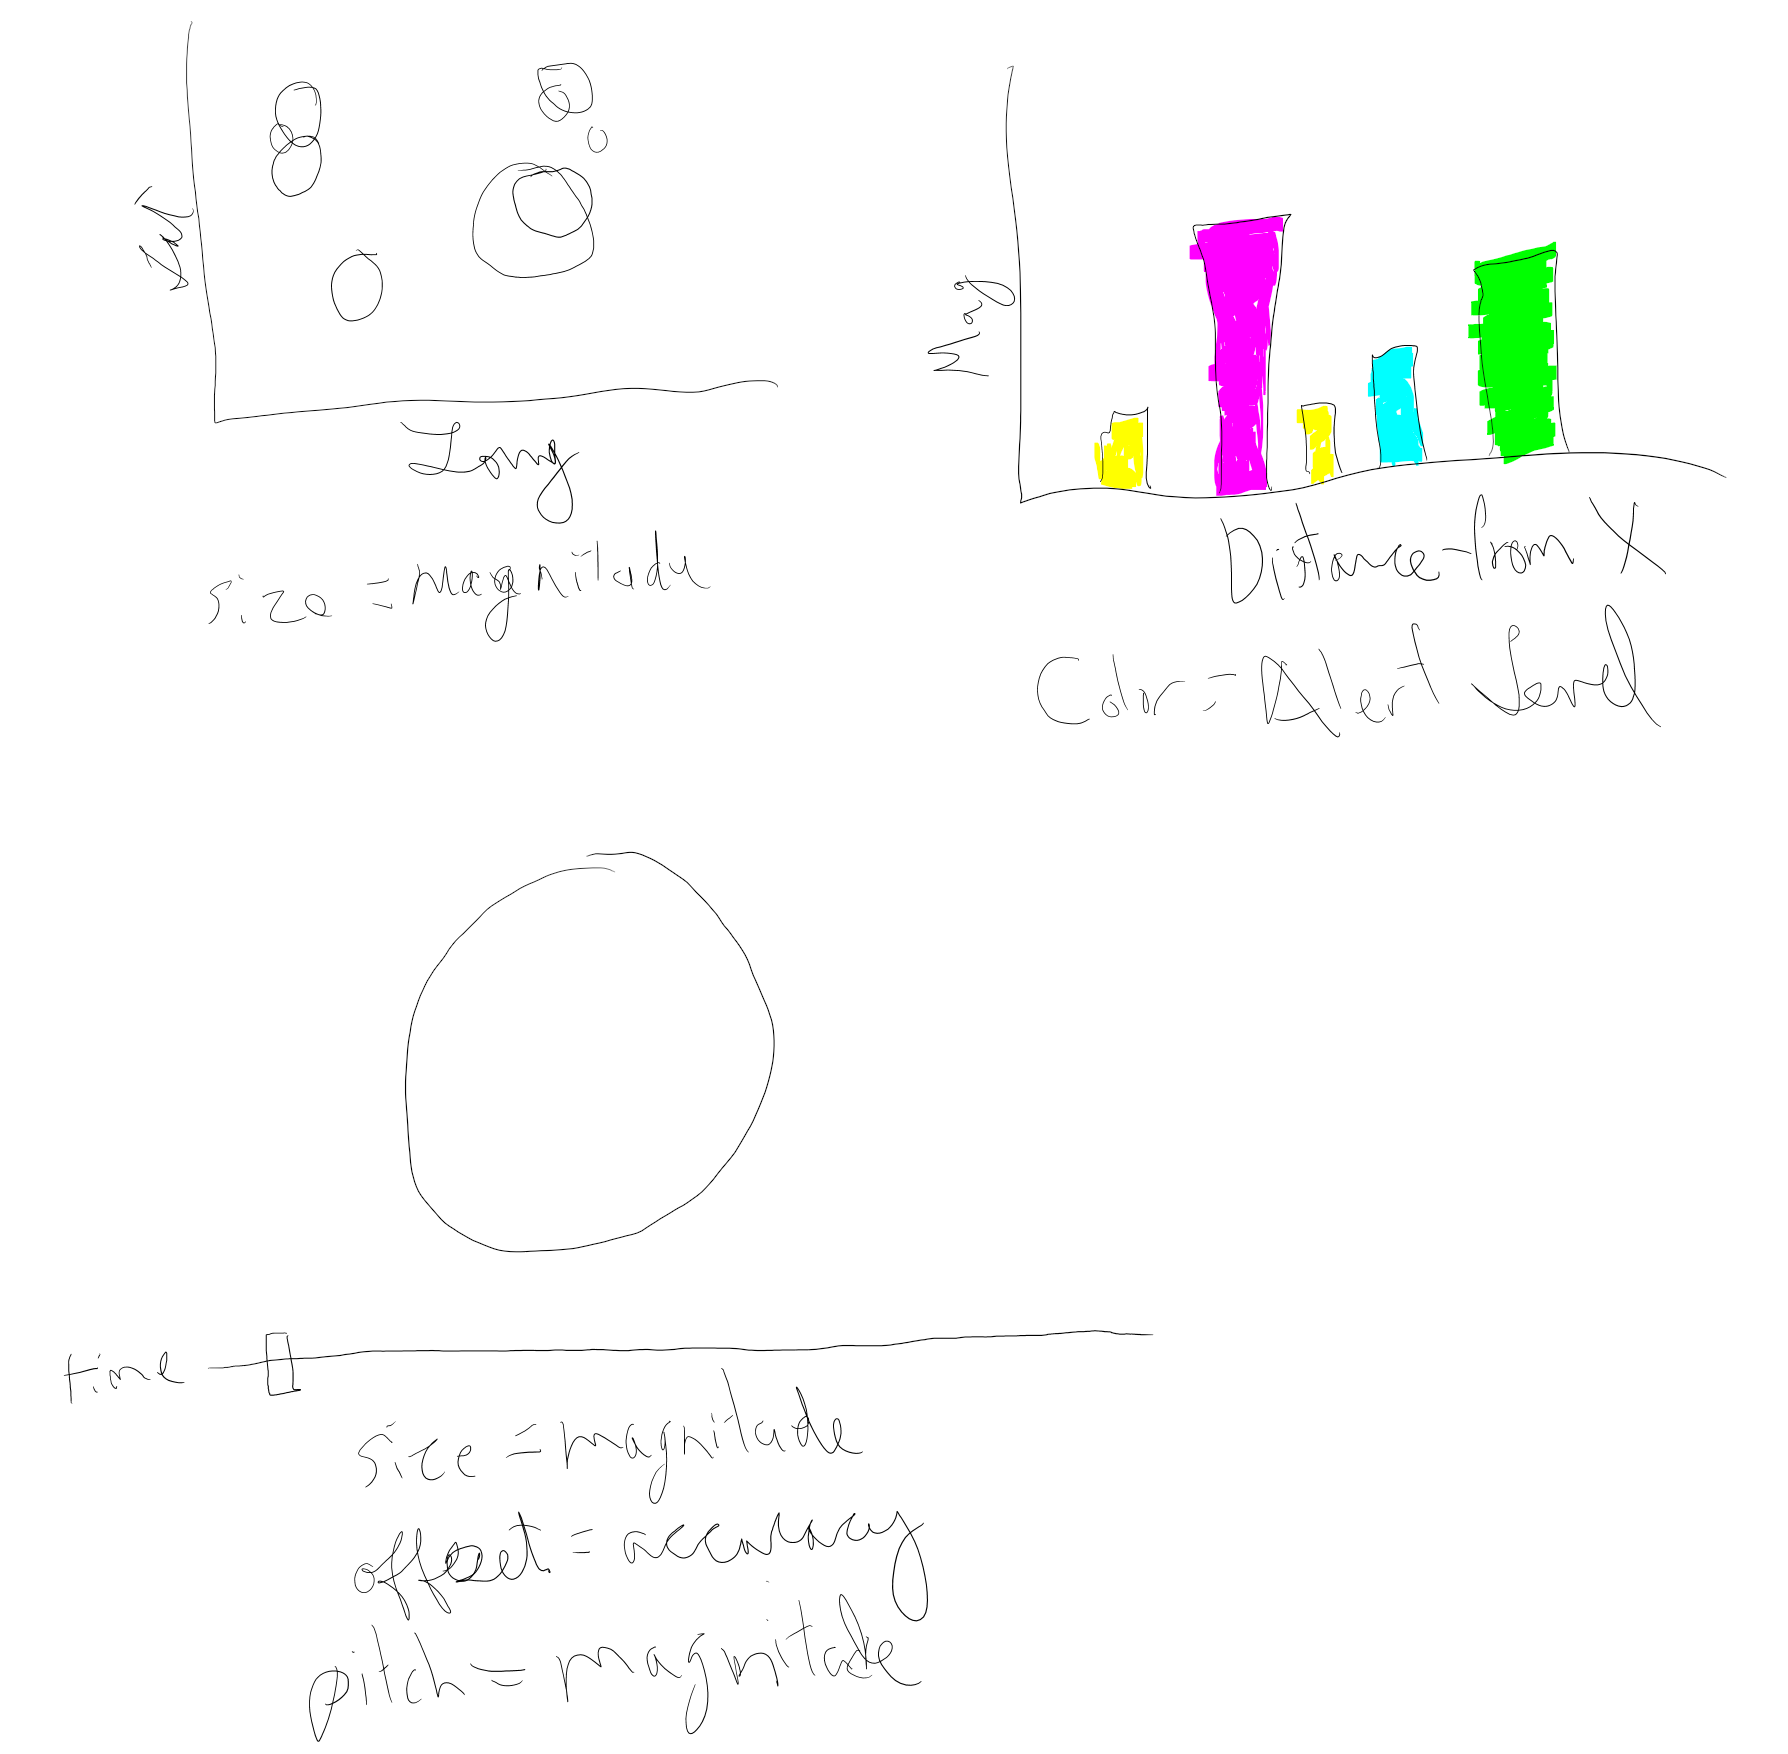 Lat
Long
size = magnitude
Mag
Distance from X
Color = Alert Level
time
size = magnitude
offset = accuracy
pitch = magnitude